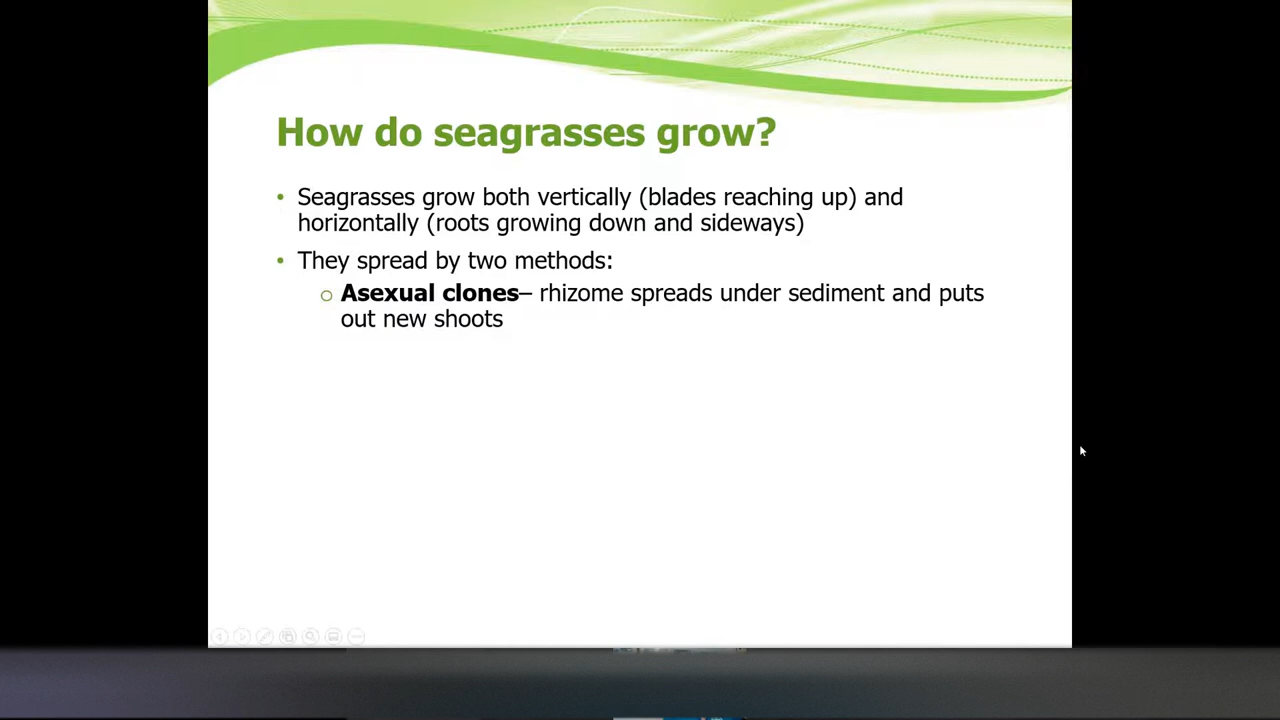 How do seagrasses grow?
• Seagrasses grow both vertically (blades reaching up) and
horizontally (roots growing down and sideways)
• They spread by two methods:
o Asexual clones– rhizome spreads under sediment and puts
out new shoots